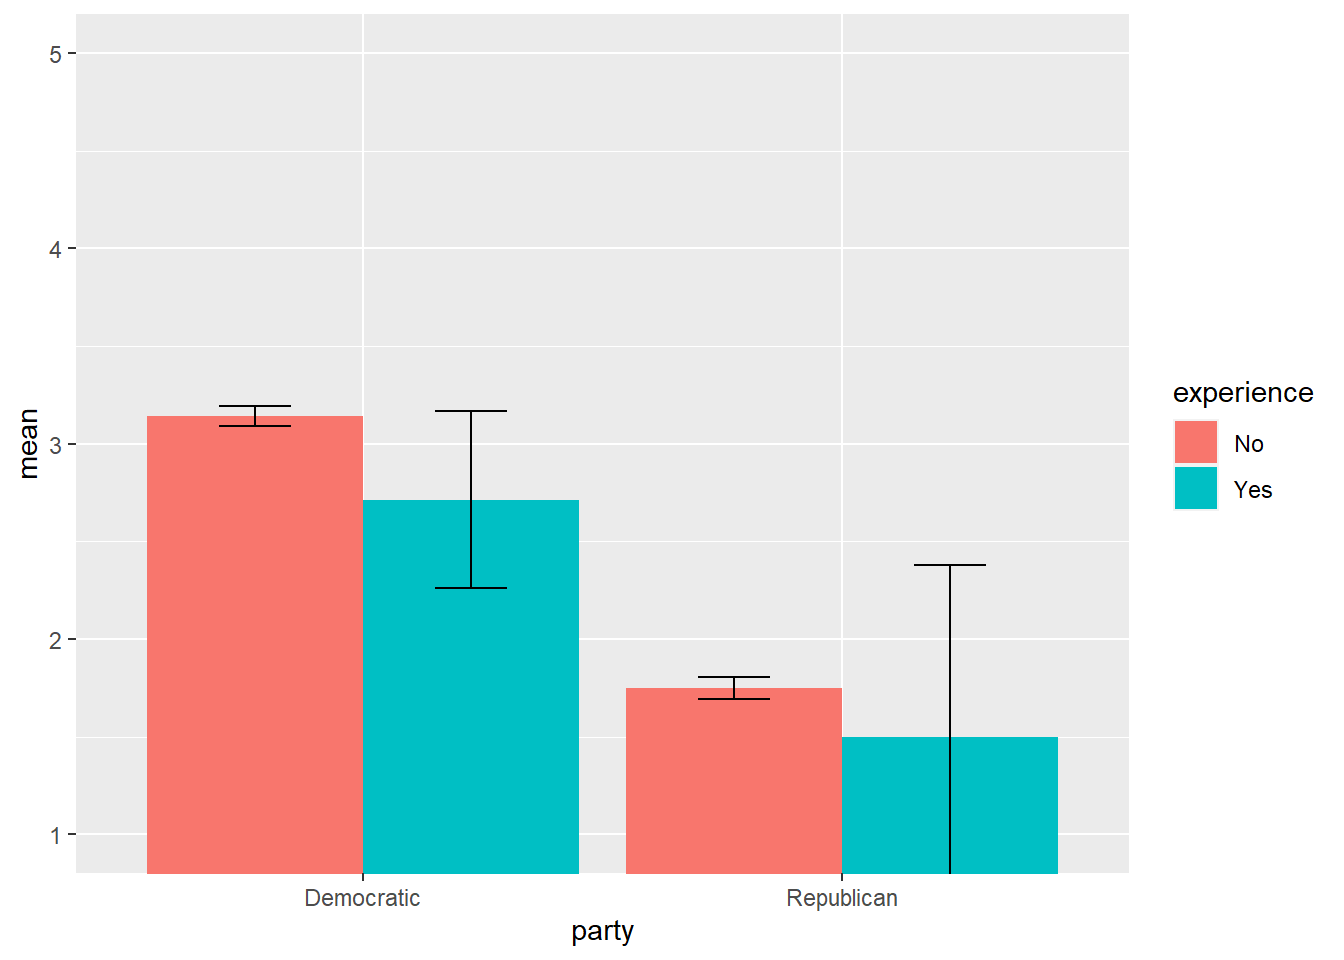 5
4
3
2
1
mean
Democratic
Republican
party
experience
No
Yes